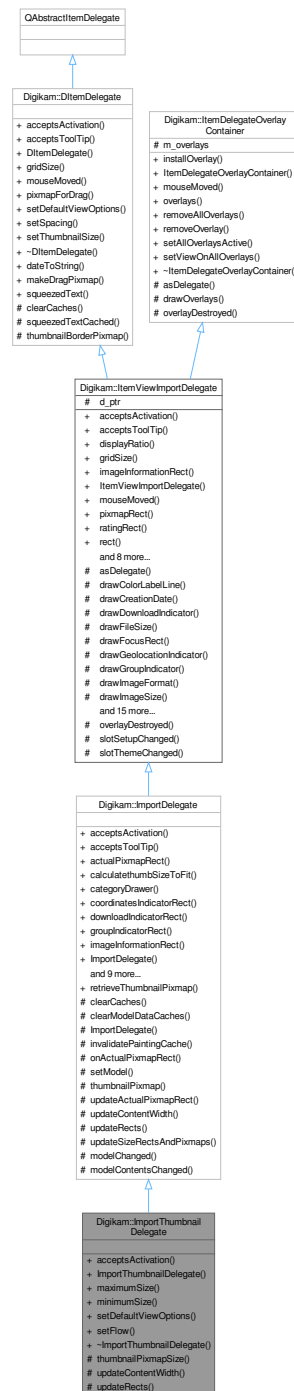 QAbstractItemDelegate
Digikam::DItemDelegate
+ acceptsActivation()
+ acceptsToolTip()
+ DItemDelegate()
+ gridSize()
+ mouseMoved()
+ pixmapForDrag()
+ setDefaultViewOptions()
+ setSpacing()
+ setThumbnailSize()
+ ~DItemDelegate()
+ dateToString()
+ makeDragPixmap()
+ squeezedText()
# clearCaches()
# squeezedTextCached()
# thumbnailBorderPixmap()
Digikam::ItemDelegateOverlay
Container
# m_overlays
+ installOverlay()
+ ItemDelegateOverlayContainer()
+ mouseMoved()
+ overlays()
+ removeAllOverlays()
+ removeOverlay()
+ setAllOverlaysActive()
+ setViewOnAllOverlays()
+ ~ItemDelegateOverlayContainer()
# asDelegate()
# drawOverlays()
# overlayDestroyed()
Digikam::ItemViewImportDelegate
# d_ptr
+ acceptsActivation()
+ acceptsToolTip()
+ displayRatio()
+ gridSize()
+ imageInformationRect()
+ ItemViewImportDelegate()
+ mouseMoved()
+ pixmapRect()
+ ratingRect()
+ rect()
and 8 more...
# asDelegate()
# drawColorLabelLine()
# drawCreationDate()
# drawDownloadIndicator()
# drawFileSize()
# drawFocusRect()
# drawGeolocationIndicator()
# drawGroupIndicator()
# drawImageFormat()
# drawImageSize()
and 15 more...
# overlayDestroyed()
# slotSetupChanged()
# slotThemeChanged()
Digikam::ImportDelegate
+ acceptsActivation()
+ acceptsToolTip()
+ actualPixmapRect()
+ calculatethumbSizeToFit()
+ categoryDrawer()
+ coordinatesIndicatorRect()
+ downloadIndicatorRect()
+ groupIndicatorRect()
+ imageInformationRect()
+ ImportDelegate()
and 9 more...
+ retrieveThumbnailPixmap()
# clearCaches()
# clearModelDataCaches()
# ImportDelegate()
# invalidatePaintingCache()
# onActualPixmapRect()
# setModel()
# thumbnailPixmap()
# updateActualPixmapRect()
# updateContentWidth()
# updateRects()
# updateSizeRectsAndPixmaps()
# modelChanged()
# modelContentsChanged()
Digikam::ImportThumbnail
Delegate
+ acceptsActivation()
+ ImportThumbnailDelegate()
+ maximumSize()
+ minimumSize()
+ setDefaultViewOptions()
+ setFlow()
+ ~ImportThumbnailDelegate()
# thumbnailPixmapSize()
# updateContentWidth()
# updateRects()